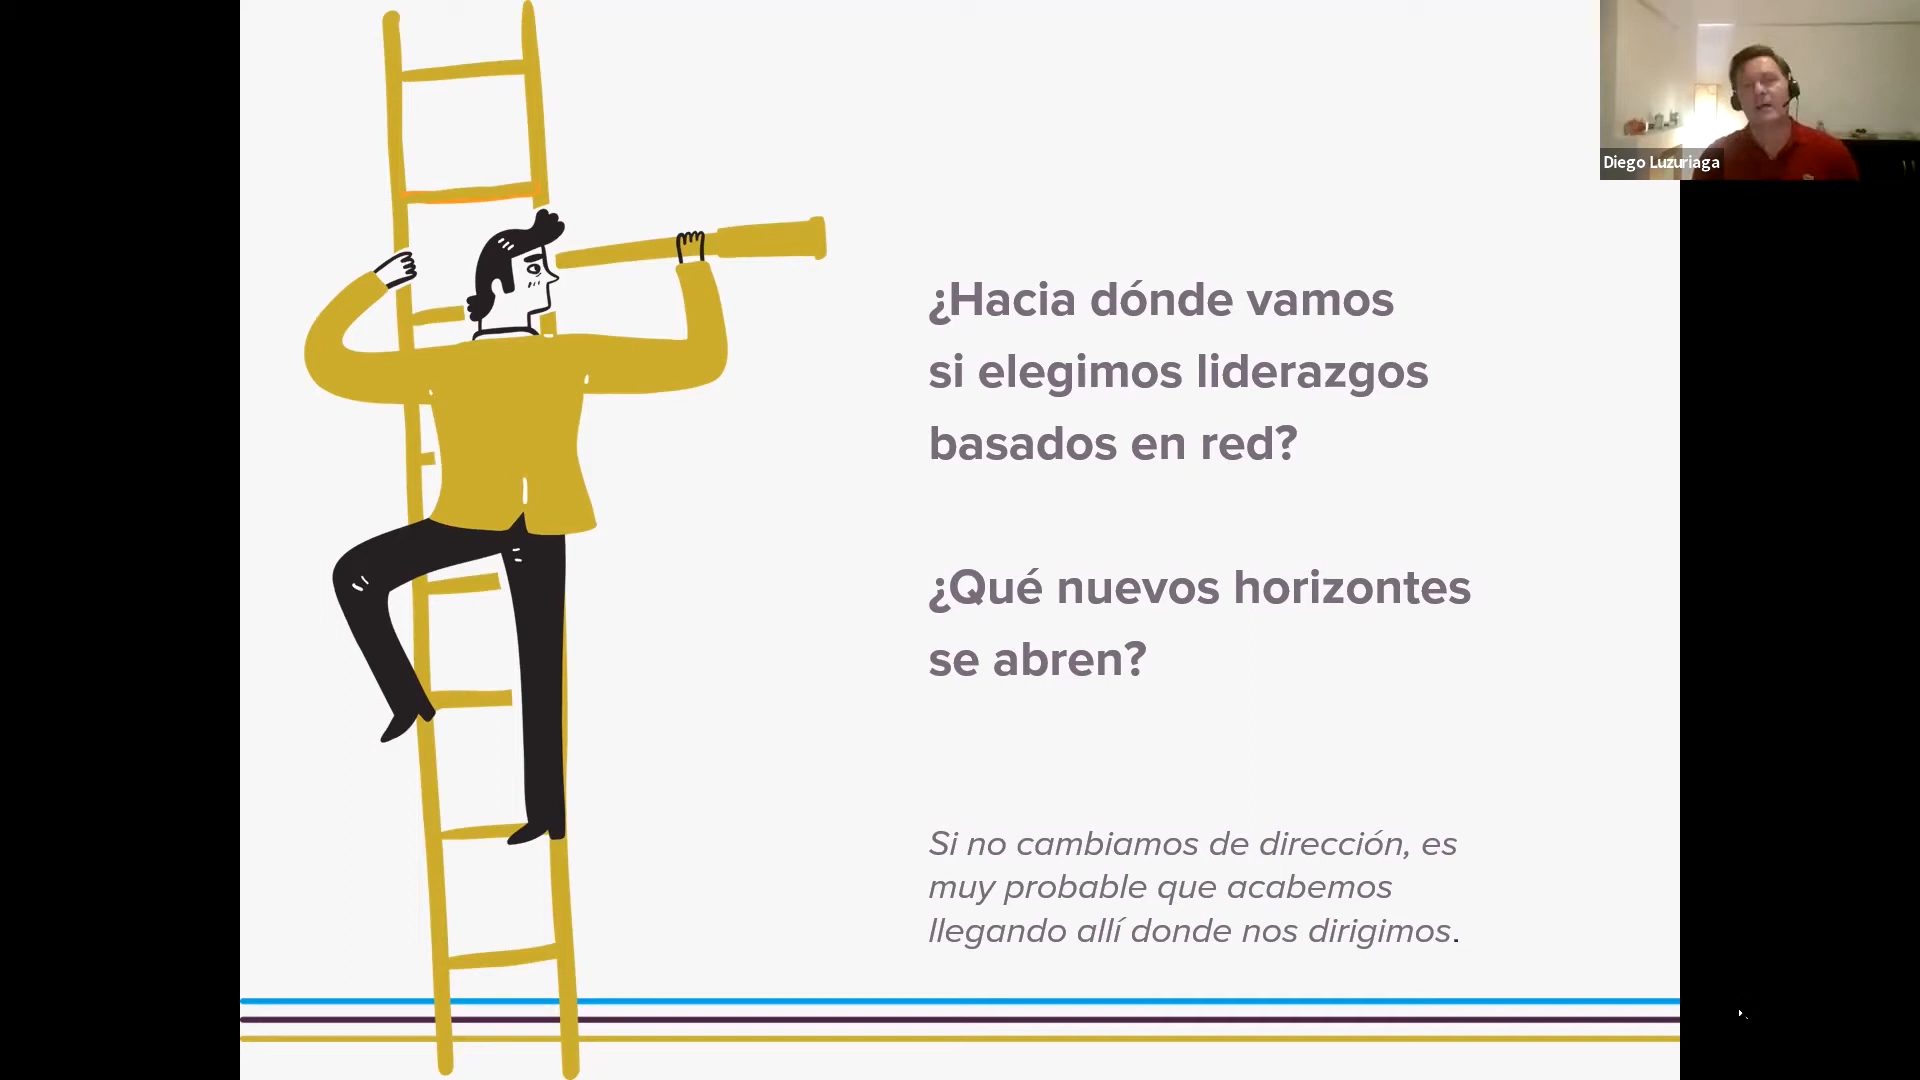 Diego Luzuriaga
¿Hacia dónde vamos
si elegimos liderazgos
basados en red?
¿Qué nuevos horizontes
se abren?
Si no cambiamos de dirección, es
muy probable que acabemos
llegando allí donde nos dirigimos.